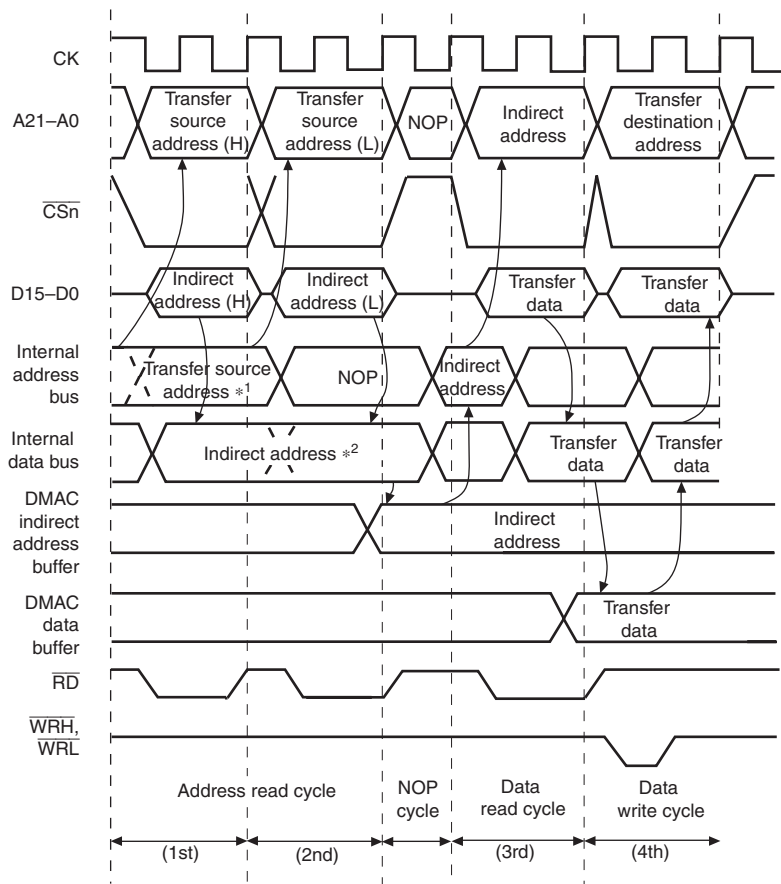 CK
A21–A0
Transfer source address (H)
Transfer source address (L)
NOP
Indirect address
Transfer destination address
CSn
D15–D0
Indirect address (H)
Indirect address (L)
Transfer data
Transfer data
Internal address bus
Transfer source address *1
NOP
Indirect address
Internal data bus
Indirect address *2
Transfer data
Transfer data
DMAC indirect address buffer
Indirect address
DMAC data buffer
Transfer data
RD
WRH,
WRL
Address read cycle
NOP cycle
Data read cycle
Data write cycle
(1st)
(2nd)
(3rd)
(4th)